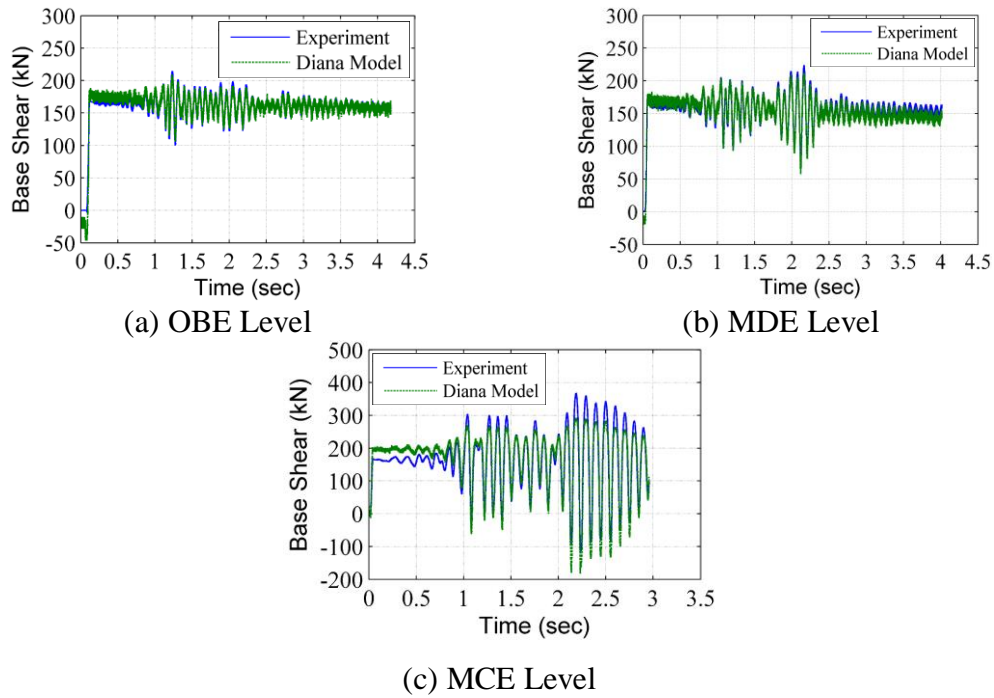 300
250
200
150
100
50
0
-50
Base Shear (kN)
Experiment
Diana Model
0 0.5 1 1.5 2 2.5 3 3.5 4 4.5
Time (sec)
(a) OBE Level
300
250
200
150
100
50
0
-50
Base Shear (kN)
Experiment
Diana Model
0 0.5 1 1.5 2 2.5 3 3.5 4 4.5
Time (sec)
(b) MDE Level
500
400
300
200
100
0
-100
-200
Base Shear (kN)
Experiment
Diana Model
0 0.5 1 1.5 2 2.5 3 3.5
Time (sec)
(c) MCE Level